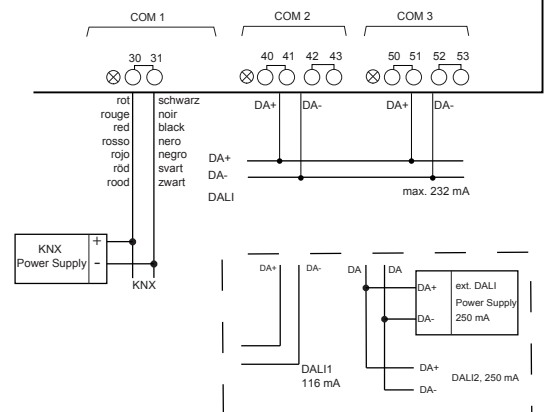 COM 1 COM 2 COM 3
30 31 40 41 42 43 50 51 52 53
rot schwarz DA+ DA- DA+ DA-
rouge noir
red black
rosso nero
rojo negro
röd svart
rood zwart
DA+
DA-
DALI max. 232 mA
KNX
Power Supply
+
-
KNX
DA+ DA- DA DA
DA+ ext. DALI
Power Supply
DA- 250 mA
DALI1
116 mA
DA+
DA-
DALI2, 250 mA